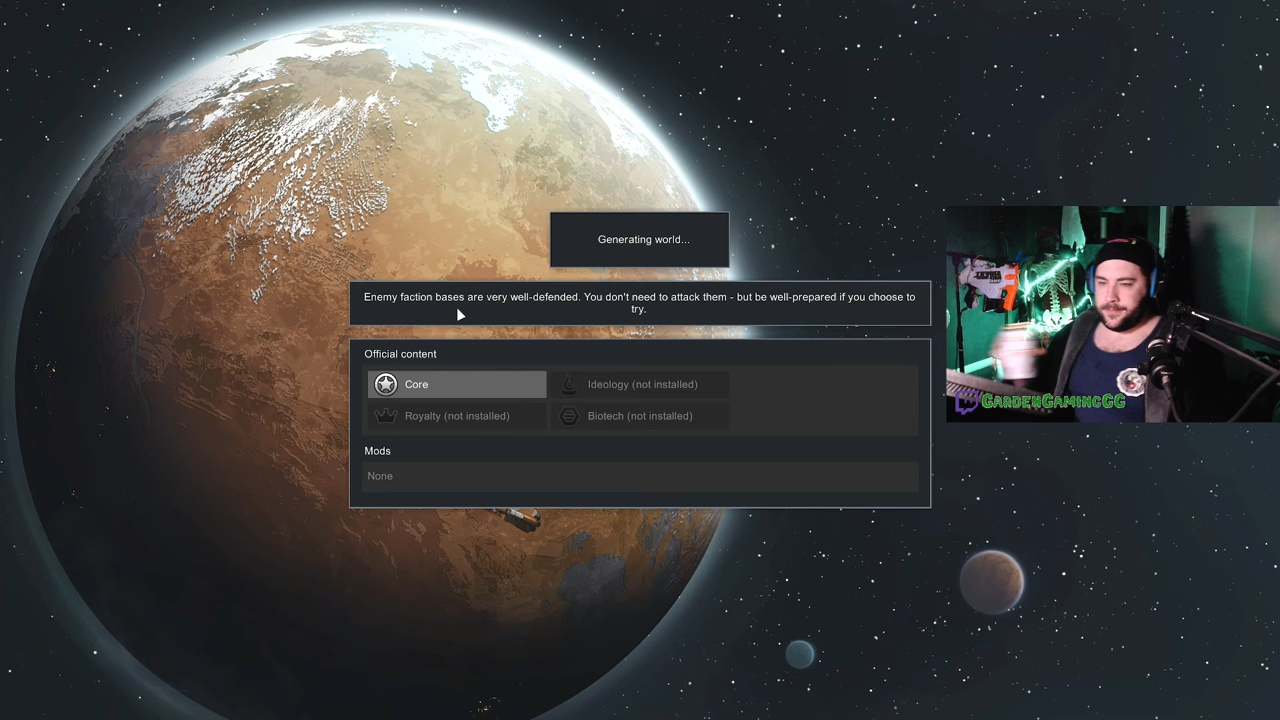 Generating world...
Enemy faction bases are very well-defended. You don't need to attack them - but be well-prepared if you choose to
try.
Official content
Core
Ideology (not installed)
Royalty (not installed)
Biotech (not installed)
Mods
None
GardenGamingGG